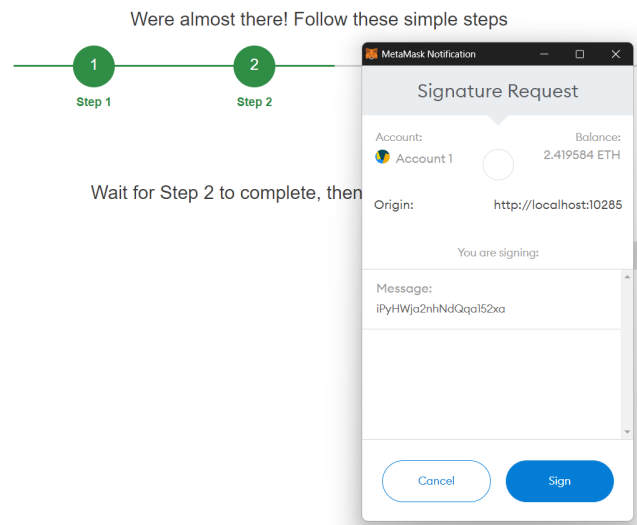 Were almost there! Follow these simple steps
1
2
Step 1
Step 2
Wait for Step 2 to complete, then
MetaMask Notification
Signature Request
Account:
Balance:
Account 1
2.419584 ETH
Origin:
http://localhost:10285
You are signing:
Message:
iPyHWja2nhNdQqa152xa
Cancel
Sign